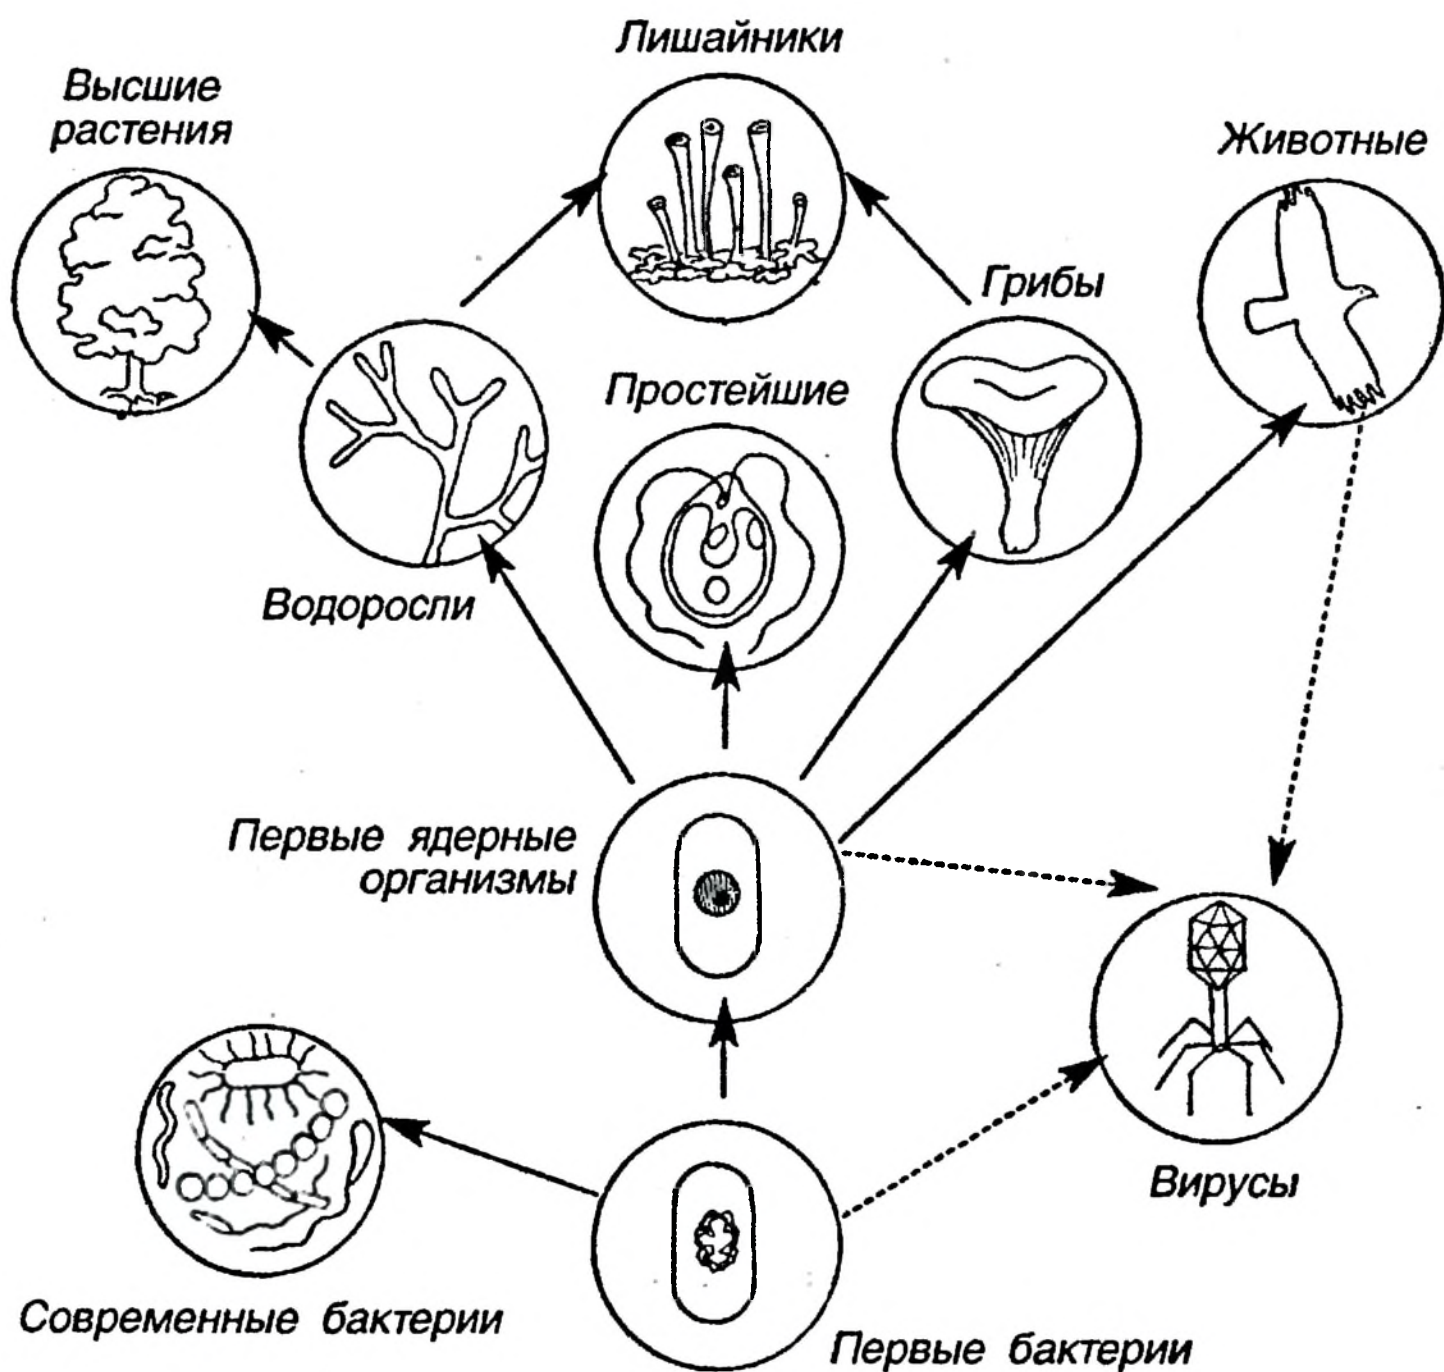 Лишайники
Высшие
растения
Животные
Грибы
Простейшие
Водоросли
Первые ядерные
организмы
Вирусы
Современные бактерии
Первые бактерии